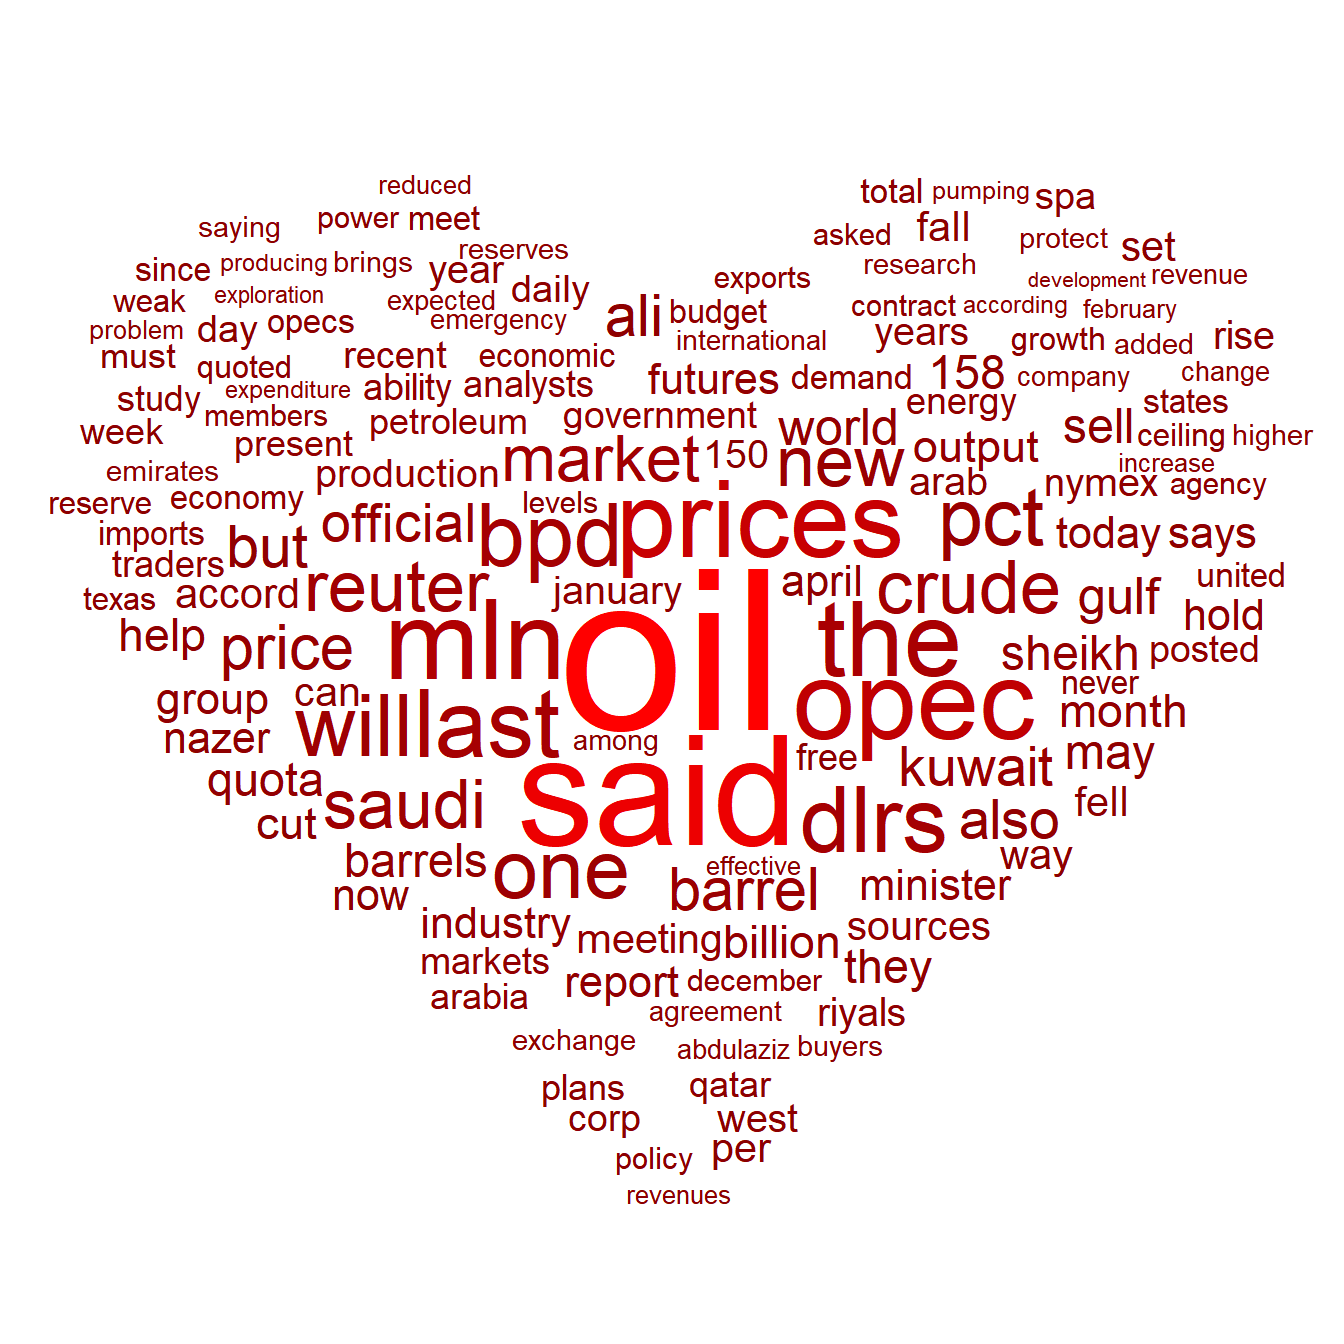 reduced
total pumping spa
saying power meet
asked fall protect set
reserves
since producing brings year daily
exports research development revenue
weak exploration expected emergency
ali budget contract according february
problem day opecs
international years growth added rise
must quoted recent economic
futures demand 158 company change
study expenditure ability analysts
members petroleum government world energy sell states
week present
ceiling higher
emirates production market 150 new output increase
reserve economy levels arab nymex agency
imports but official bpd prices pct today says
traders
texas accord reuter january april crude gulf united
help price mln oil the sheikh hold posted
group can never month
nazer will last among opec
quota free kuwait may
cut saudi said dlrs also fell
barrels one effective way
now barrel minister
industry meeting billion sources
markets report december they
arabia agreement riyals
exchange abdulaziz buyers
plans qatar
corp west
policy per
revenues